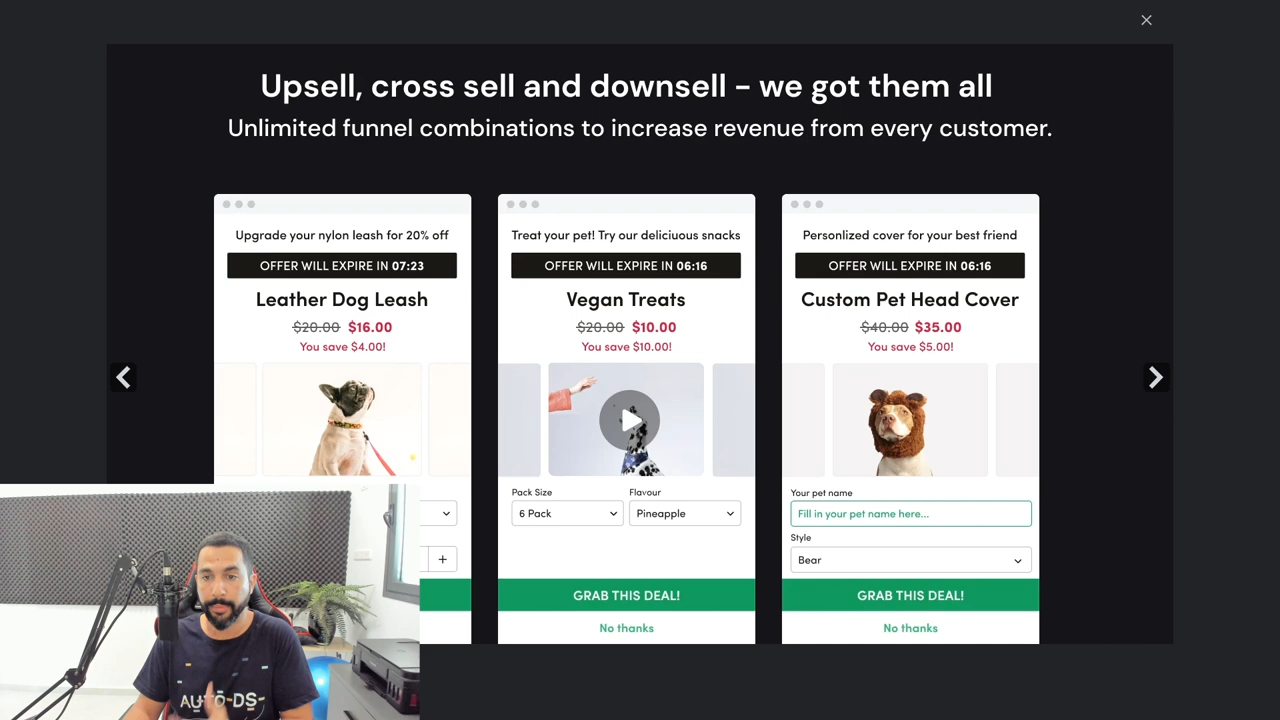 Upsell, cross sell and downsell - we got them all
Unlimited funnel combinations to increase revenue from every customer.
Upgrade your nylon leash for 20% off
OFFER WILL EXPIRE IN 07:23
Leather Dog Leash
$20.00 $16.00
You save $4.00!
Treat your pet! Try our deliciuous snacks
OFFER WILL EXPIRE IN 06:16
Vegan Treats
$20.00 $10.00
You save $10.00!
Pack Size
Flavour
6 Pack
Pineapple
GRAB THIS DEAL!
No thanks
Personlized cover for your best friend
OFFER WILL EXPIRE IN 06:16
Custom Pet Head Cover
$40.00 $35.00
You save $5.00!
Your pet name
Fill in your pet name here...
Style
Bear
GRAB THIS DEAL!
No thanks
AUTO-DS-